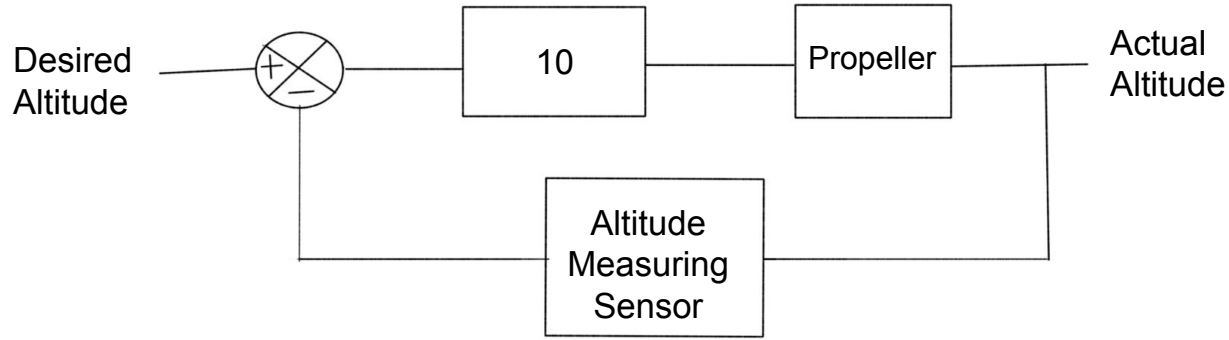 Desired
Altitude
+
−
10
Propeller
Actual
Altitude
Altitude
Measuring
Sensor